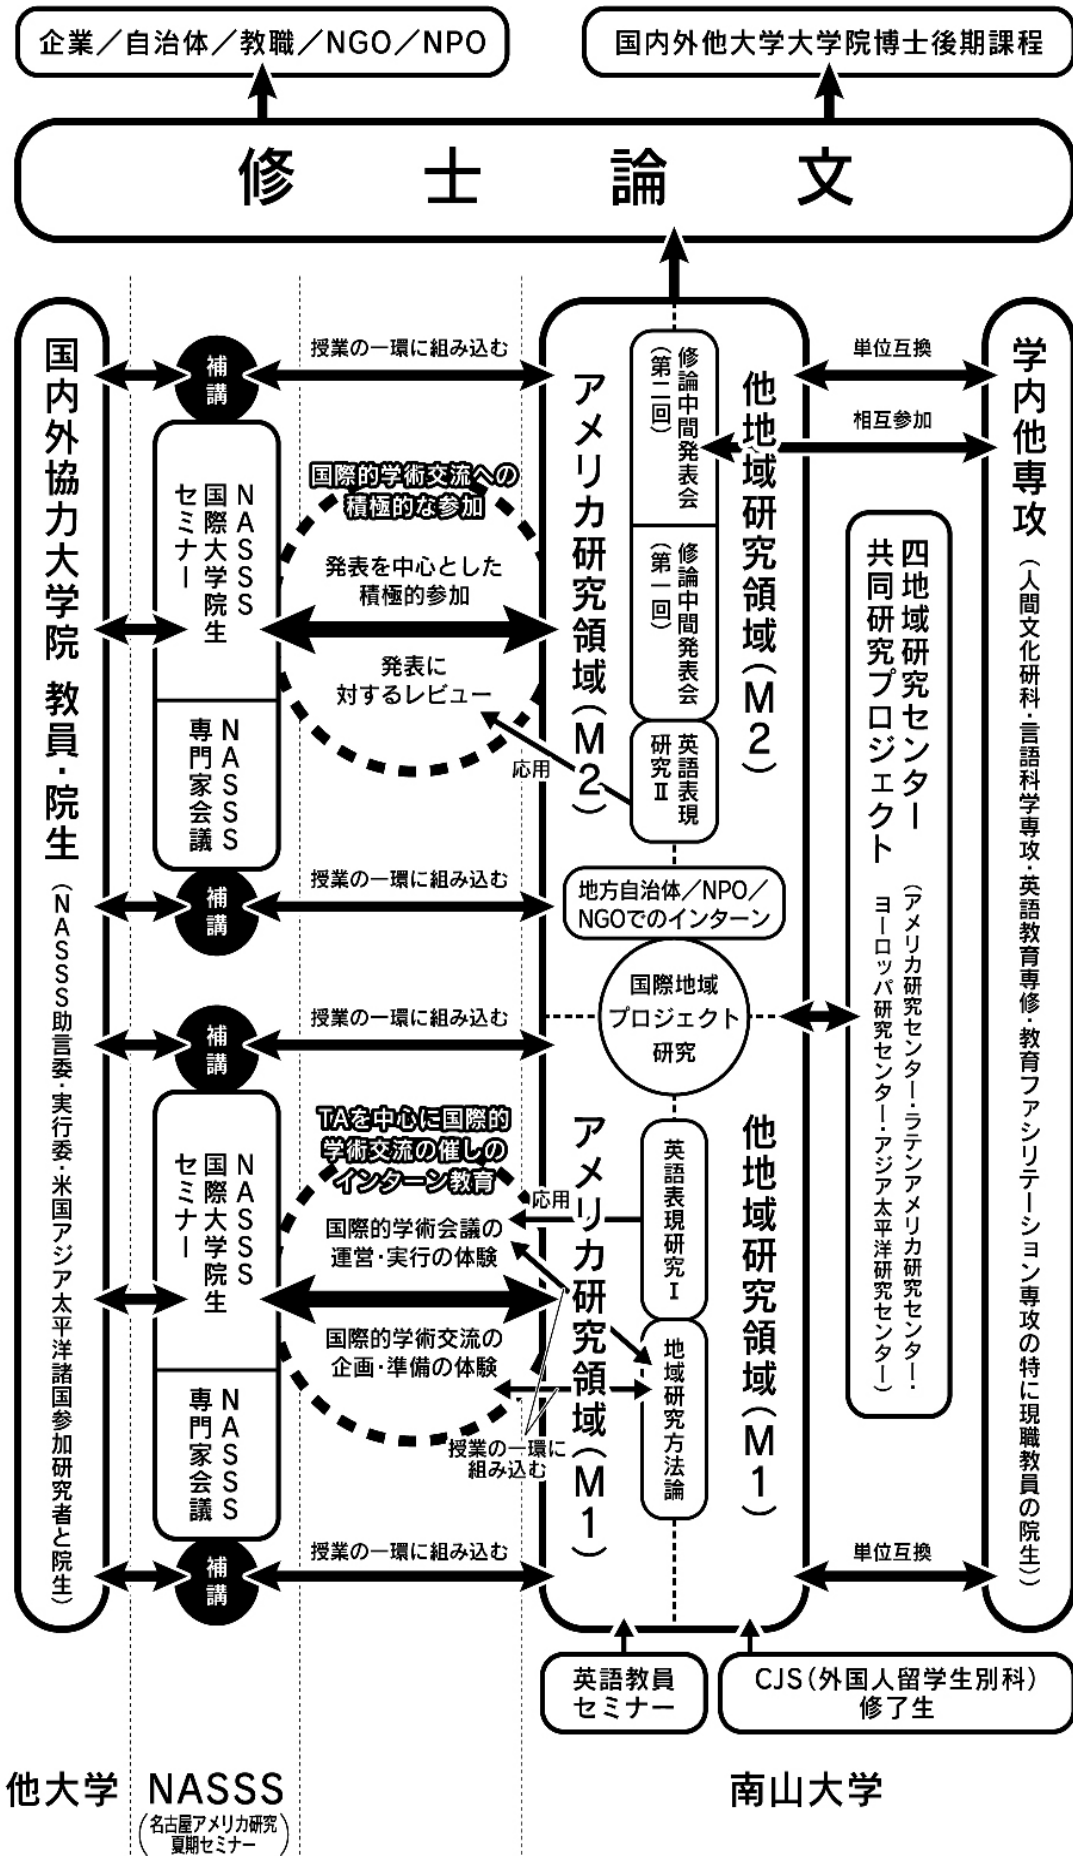 企業／自治体／教職／NGO／NPO
国内外他大学大学院博士後期課程
修士論文
国内外協力大学院 教員・院生
（NASSS助言委・実行委・米国アジア太平洋諸国参加研究者と院生）
補講
授業の一環に組み込む
NASSS
国際大学院生
セミナー
NASSS
専門家会議
補講
授業の一環に組み込む
国際的学術交流への
積極的な参加
発表を中心とした
積極的参加
発表に
対するレビュー
応用
アメリカ研究領域（M2）
修論中間発表会
（第二回）
修論中間発表会
（第一回）
英語表現
研究Ⅱ
他地域研究領域（M2）
単位互換
相互参加
学内他専攻
（人間文化研科・言語科学専攻・英語教育専修・教育ファシリテーション専攻の特に現職教員の院生）
四地域研究センター
共同研究プロジェクト
（アメリカ研究センター・ラテンアメリカ研究センター・
ヨーロッパ研究センター・アジア太平洋研究センター）
地方自治体／NPO／
NGOでのインターン
国際地域
プロジェクト
研究
補講
授業の一環に組み込む
NASSS
国際大学院生
セミナー
NASSS
専門家会議
補講
授業の一環に組み込む
TAを中心に国際的
学術交流の催しの
インターン教育
国際的学術会議の
運営・実行の体験
国際的学術交流の
企画・準備の体験
応用
授業の一環に
組み込む
アメリカ研究領域（M1）
英語表現研究Ⅰ
地域研究方法論
他地域研究領域（M1）
単位互換
英語教員
セミナー
CJS（外国人留学生別科）
修了生
他大学
NASSS
（名古屋アメリカ研究
夏期セミナー）
南山大学